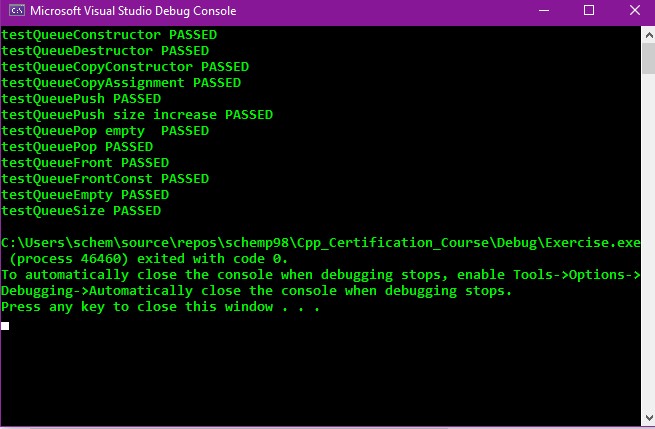 Microsoft Visual Studio Debug Console
testQueueConstructor PASSED
testQueueDestructor PASSED
testQueueCopyConstructor PASSED
testQueueCopyAssignment PASSED
testQueuePush PASSED
testQueuePush size increase PASSED
testQueuePop empty  PASSED
testQueuePop PASSED
testQueueFront PASSED
testQueueFrontConst PASSED
testQueueEmpty PASSED
testQueueSize PASSED
C:\Users\schem\source\repos\schemp98\Cpp_Certification_Course\Debug\Exercise.exe
 (process 46460) exited with code 0.
To automatically close the console when debugging stops, enable Tools->Options->
Debugging->Automatically close the console when debugging stops.
Press any key to close this window . . .